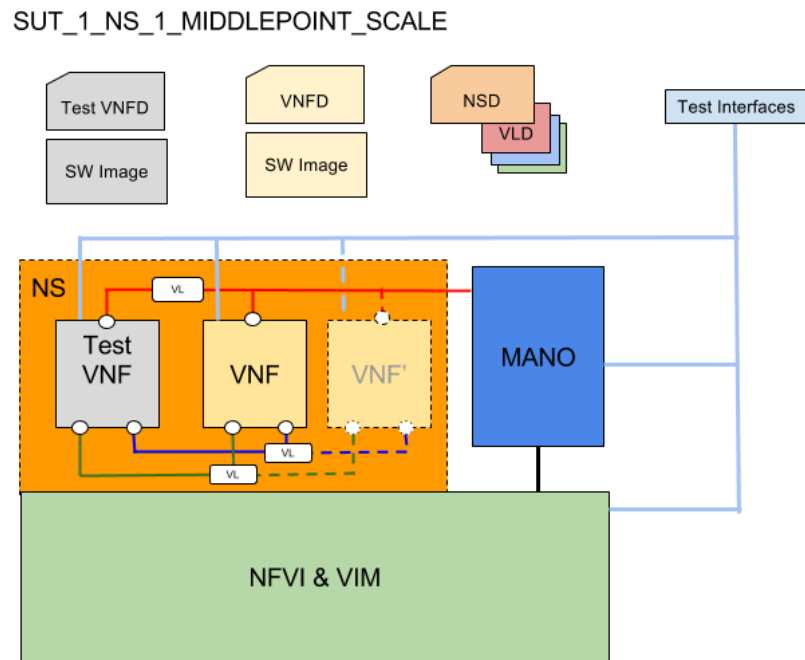 SUT_1_NS_1_MIDDLEPOINT_SCALE
Test VNFD
SW Image
VNFD
SW Image
NSD
VLD
Test Interfaces
NS
VL
Test
VNF
VNF
VNF'
MANO
VL
VL
NFVI & VIM